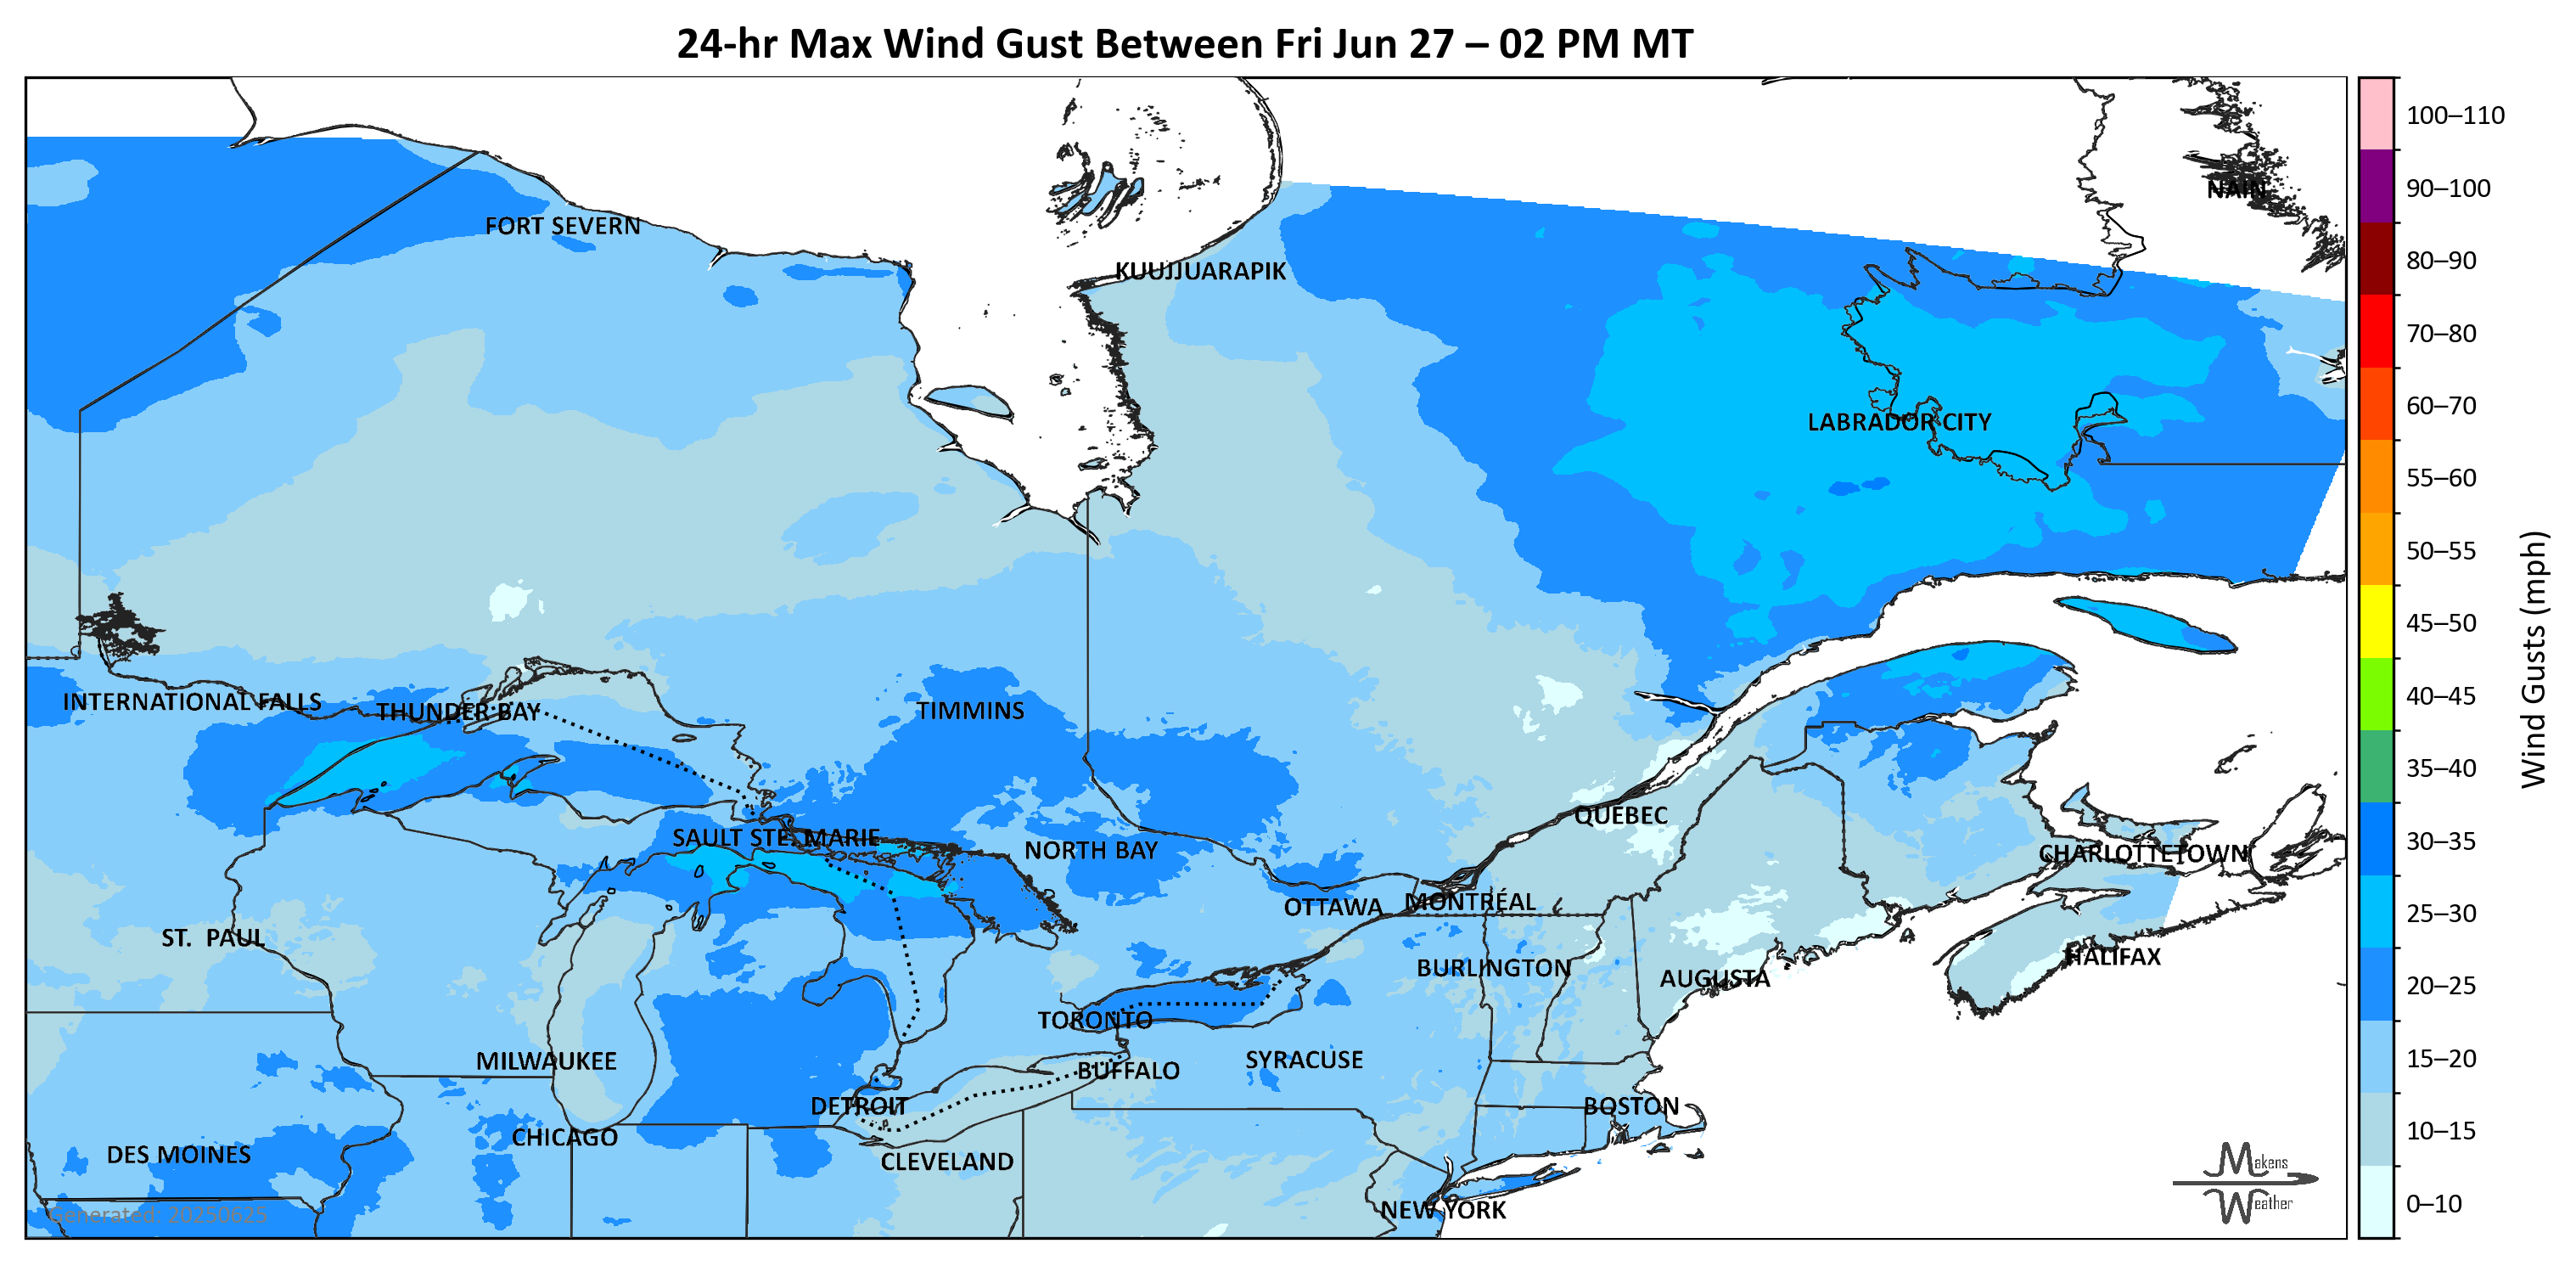 24-hr Max Wind Gust Between Fri Jun 27 – 02 PM MT
100–110
90–100
NAIN
FORT SEVERN
80–90
KUUJJUARAPIK
70–80
60–70
LABRADOR CITY
55–60
50–55
45–50
Wind Gusts (mph)
INTERNATIONAL FALLS
THUNDER BAY
TIMMINS
40–45
35–40
QUEBEC
SAULT STE. MARIE
NORTH BAY
CHARLOTTETOWN
30–35
OTTAWA
MONTRÉAL
25–30
ST. PAUL
BURLINGTON
AUGUSTA
HALIFAX
20–25
TORONTO
MILWAUKEE
BUFFALO
SYRACUSE
15–20
DETROIT
BOSTON
CHICAGO
10–15
DES MOINES
CLEVELAND
Makens
Weather
NEW YORK
0–10
Generated: 20250625